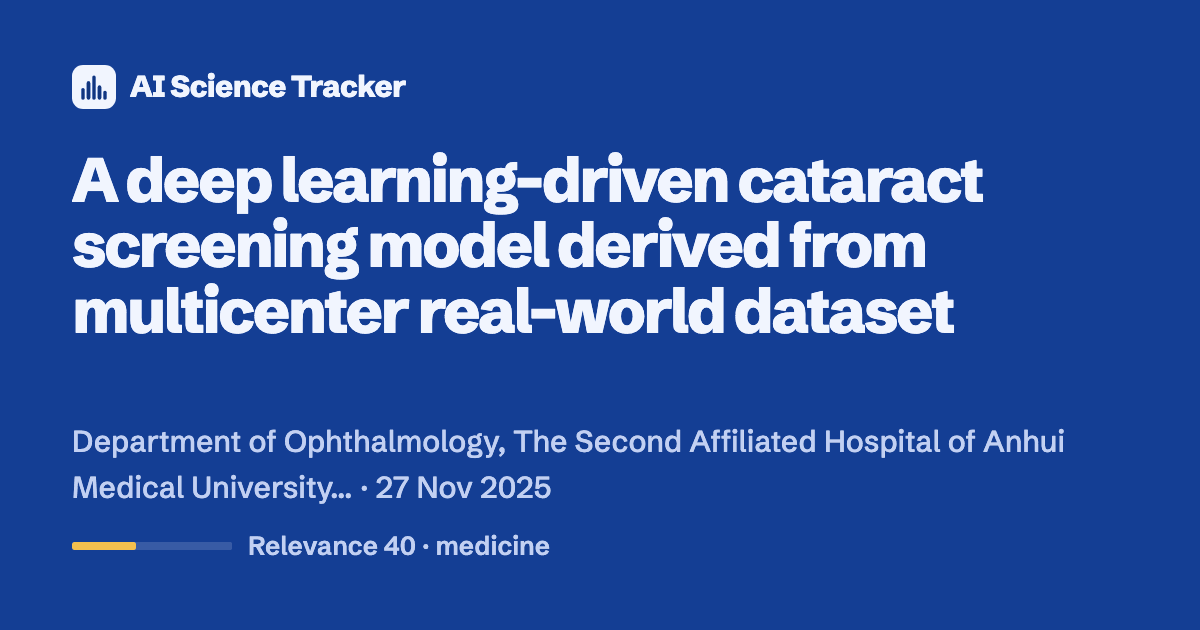 AI Science Tracker
A deep learning-driven cataract
screening model derived from
multicenter real-world dataset
Department of Ophthalmology, The Second Affiliated Hospital of Anhui
Medical University… · 27 Nov 2025
Relevance 40 · medicine